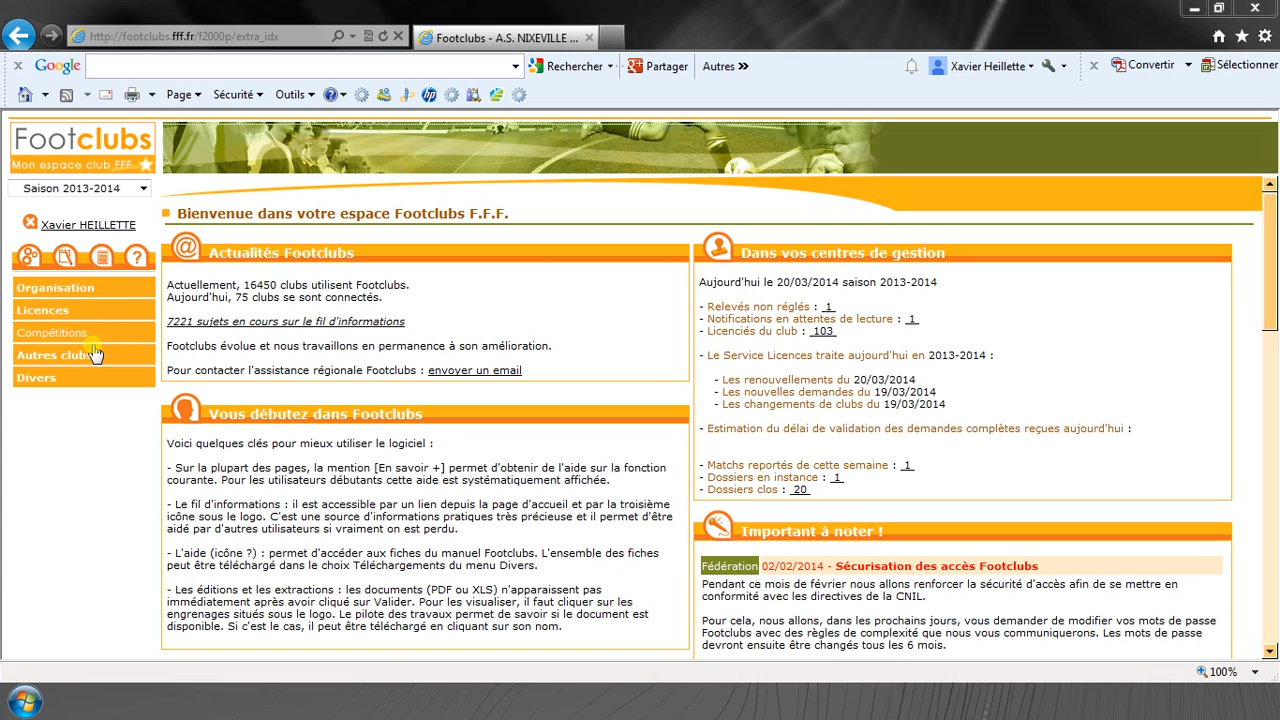 http://footclubs.fff.fr/f2000p/extra_idx
Footclubs - A.S. NIXEVILLE ...
Google
Rechercher
Partager
Autres »
Xavier Heillette
Convertir
Sélectionner
Page
Sécurité
Outils
Footclubs
Mon espace club FFF
Saison 2013-2014
Xavier HEILLETTE
Organisation
Licences
Compétitions
Autres clubs
Divers
Bienvenue dans votre espace Footclubs F.F.F.
Actualités Footclubs
Actuellement, 16450 clubs utilisent Footclubs.
Aujourd'hui, 75 clubs se sont connectés.
7221 sujets en cours sur le fil d'informations
Footclubs évolue et nous travaillons en permanence à son amélioration.
Pour contacter l'assistance régionale Footclubs : envoyer un email
Vous débutez dans Footclubs
Voici quelques clés pour mieux utiliser le logiciel :
- Sur la plupart des pages, la mention [En savoir +] permet d'obtenir de l'aide sur la fonction
courante. Pour les utilisateurs débutants cette aide est systématiquement affichée.
- Le fil d'informations : il est accessible par un lien depuis la page d'accueil et par la troisième
icône sous le logo. C'est une source d'informations pratiques très précieuse et il permet d'être
aidé par d'autres utilisateurs si vraiment on est perdu.
- L'aide (icône ?) : permet d'accéder aux fiches du manuel Footclubs. L'ensemble des fiches
peut être téléchargé dans le choix Téléchargements du menu Divers.
- Les éditions et les extractions : les documents (PDF ou XLS) n'apparaissent pas
immédiatement après avoir cliqué sur Valider. Pour les visualiser, il faut cliquer sur les
engrenages situés sous le logo. Le pilote des travaux permet de savoir si le document est
disponible. Si c'est le cas, il peut être téléchargé en cliquant sur son nom.
Dans vos centres de gestion
Aujourd'hui le 20/03/2014 saison 2013-2014
- Relevés non réglés : 1
- Notifications en attentes de lecture : 1
- Licenciés du club : 103
- Le Service Licences traite aujourd'hui en 2013-2014 :
- Les renouvellements du 20/03/2014
- Les nouvelles demandes du 19/03/2014
- Les changements de clubs du 19/03/2014
- Estimation du délai de validation des demandes complètes reçues aujourd'hui :
- Matchs reportés de cette semaine : 1
- Dossiers en instance : 1
- Dossiers clos : 20
Important à noter !
Fédération 02/02/2014 - Sécurisation des accès Footclubs
Pendant ce mois de février nous allons renforcer la sécurité d'accès afin de se mettre en
conformité avec les directives de la CNIL.
Pour cela, nous allons, dans les prochains jours, vous demander de modifier vos mots de passe
Footclubs avec des règles de complexité que nous vous communiquerons. Les mots de passe
devront ensuite être changés tous les 6 mois.
100%